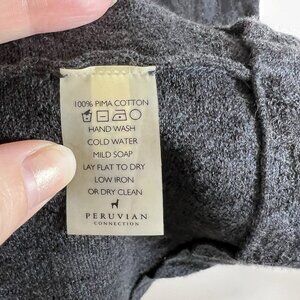 100% PIMA COTTON
HAND WASH
COLD WATER
MILD SOAP
LAY FLAT TO DRY
LOW IRON
OR DRY CLEAN
PERUVIAN
CONNECTION